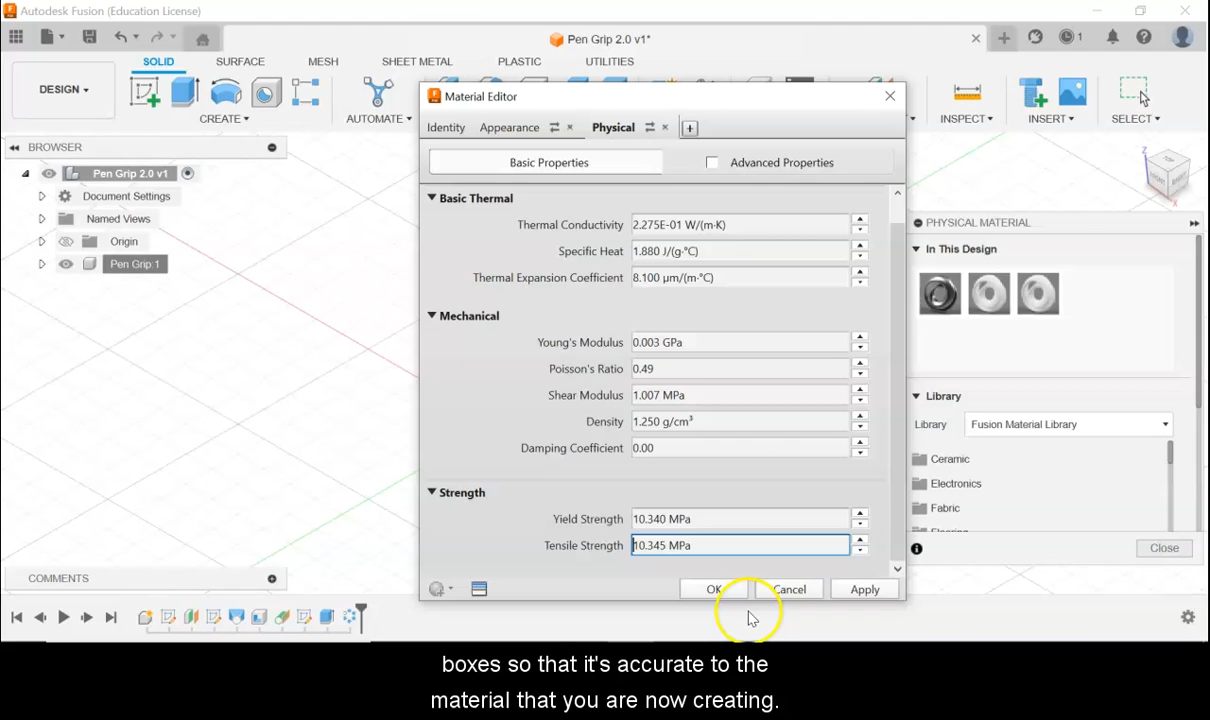 Autodesk Fusion (Education License)
Pen Grip 2.0 v1*
1
SOLID SURFACE MESH SHEET METAL PLASTIC UTILITIES
DESIGN
CREATE AUTOMATE INSPECT INSERT SELECT
BROWSER
Pen Grip 2.0 v1
Document Settings
Named Views
Origin
Pen Grip:1
COMMENTS
Material Editor
Identity Appearance Physical
Basic Properties Advanced Properties
Basic Thermal
Thermal Conductivity 2.275E-01 W/(m·K)
Specific Heat 1.880 J/(g·°C)
Thermal Expansion Coefficient 8.100 μm/(m·°C)
Mechanical
Young's Modulus 0.003 GPa
Poisson's Ratio 0.49
Shear Modulus 1.007 MPa
Density 1.250 g/cm³
Damping Coefficient 0.00
Strength
Yield Strength 10.340 MPa
Tensile Strength 10.345 MPa
OK Cancel Apply
Z
TOP
FRONT RIGHT
X
PHYSICAL MATERIAL
In This Design
Library
Library Fusion Material Library
Ceramic
Electronics
Fabric
Close
boxes so that it's accurate to the
material that you are now creating.